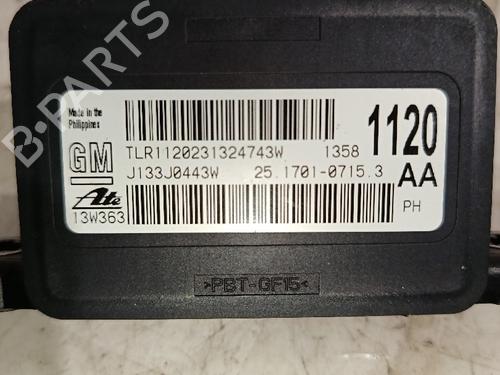 B-PARTS
Made in the
Philippines
1120
GM
TLR1120231324743W 1358
J133J0443W 25.1701-0715.3 AA
Ate
13W363 PH
>PBT-GF15<